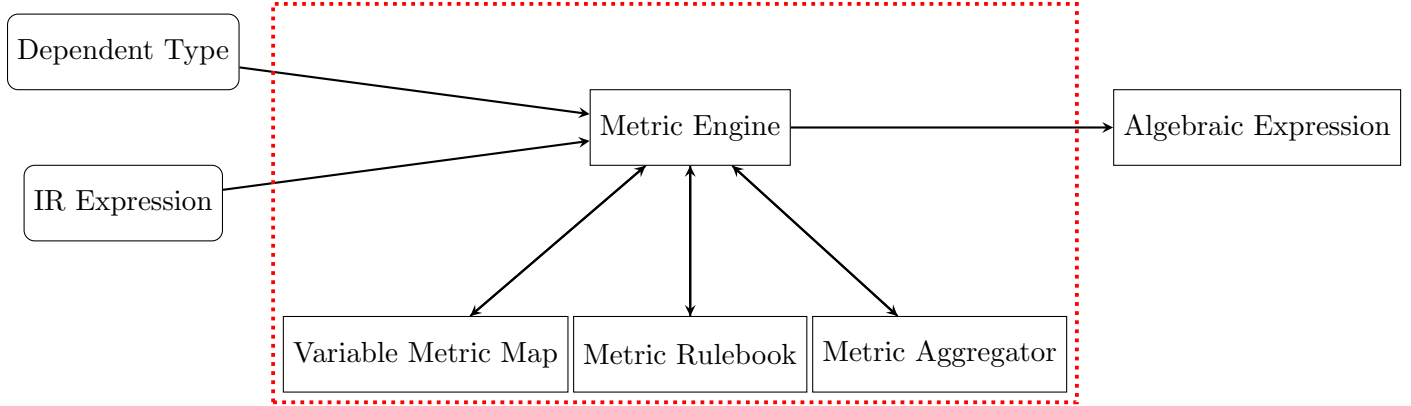 Dependent Type
Metric Engine
Algebraic Expression
IR Expression
Variable Metric Map
Metric Rulebook
Metric Aggregator